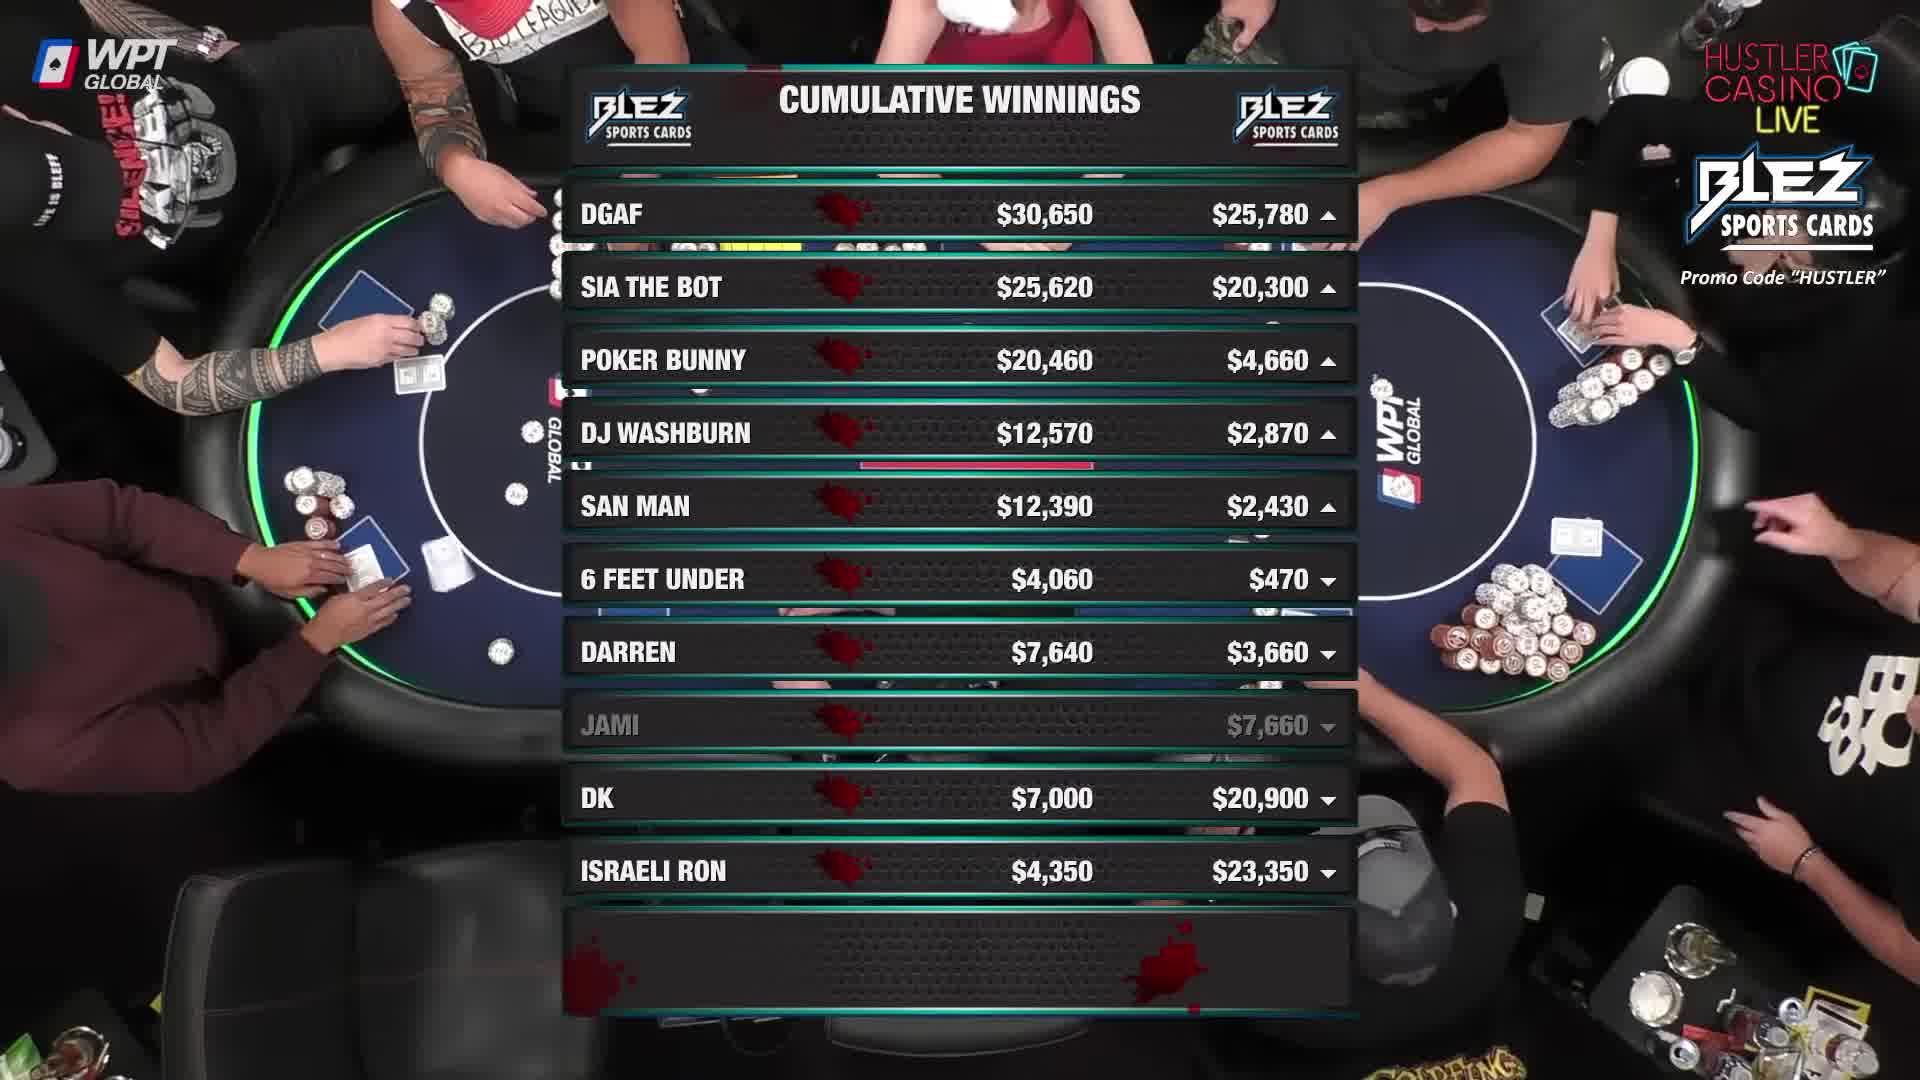 WPT
GLOBAL
BIG LEAGUE
HUSTLER
CASINO
LIVE
BLEZ
SPORTS CARDS
Promo Code “HUSTLER”
BLEZ
SPORTS CARDS
CUMULATIVE WINNINGS
BLEZ
SPORTS CARDS
DGAF $30,650 $25,780
SIA THE BOT $25,620 $20,300
POKER BUNNY $20,460 $4,660
DJ WASHBURN $12,570 $2,870
SAN MAN $12,390 $2,430
6 FEET UNDER $4,060 $470
DARREN $7,640 $3,660
JAMI $7,660
DK $7,000 $20,900
ISRAELI RON $4,350 $23,350
GLOBAL
WPT
GLOBAL